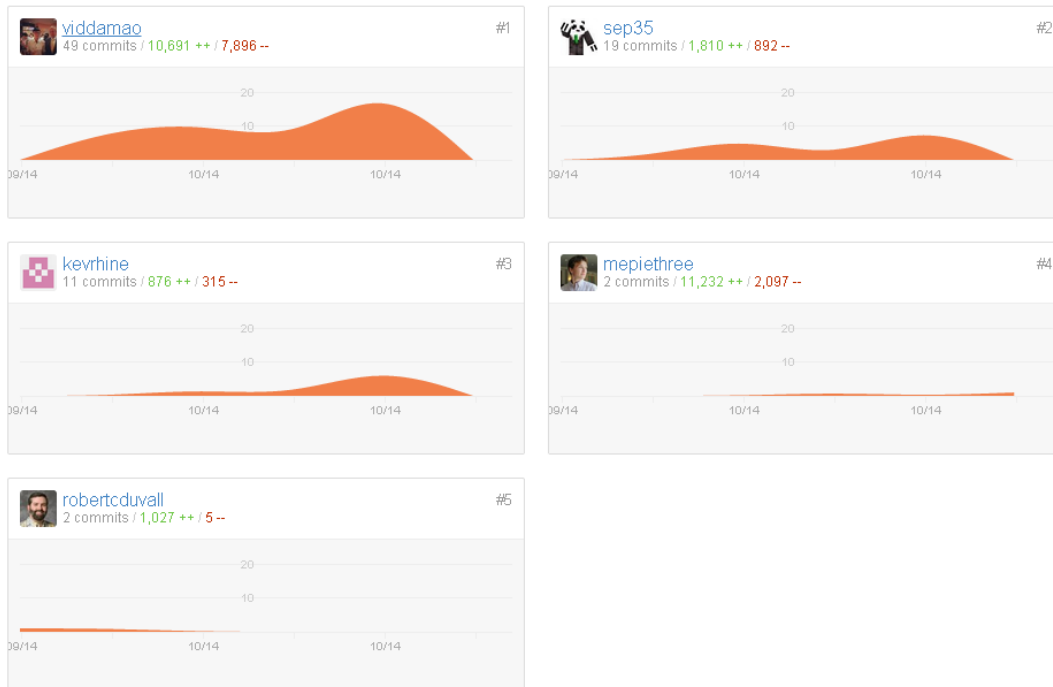 viddamao #1
49 commits / 10,691 ++ / 7,896 --
20
10
09/14 10/14 10/14
sep35 #2
19 commits / 1,810 ++ / 892 --
20
10
09/14 10/14 10/14
kevrhine #3
11 commits / 876 ++ / 315 --
20
10
09/14 10/14 10/14
mepiethree #4
2 commits / 11,232 ++ / 2,097 --
20
10
09/14 10/14 10/14
robertcduvall #5
2 commits / 1,027 ++ / 5 --
20
10
09/14 10/14 10/14